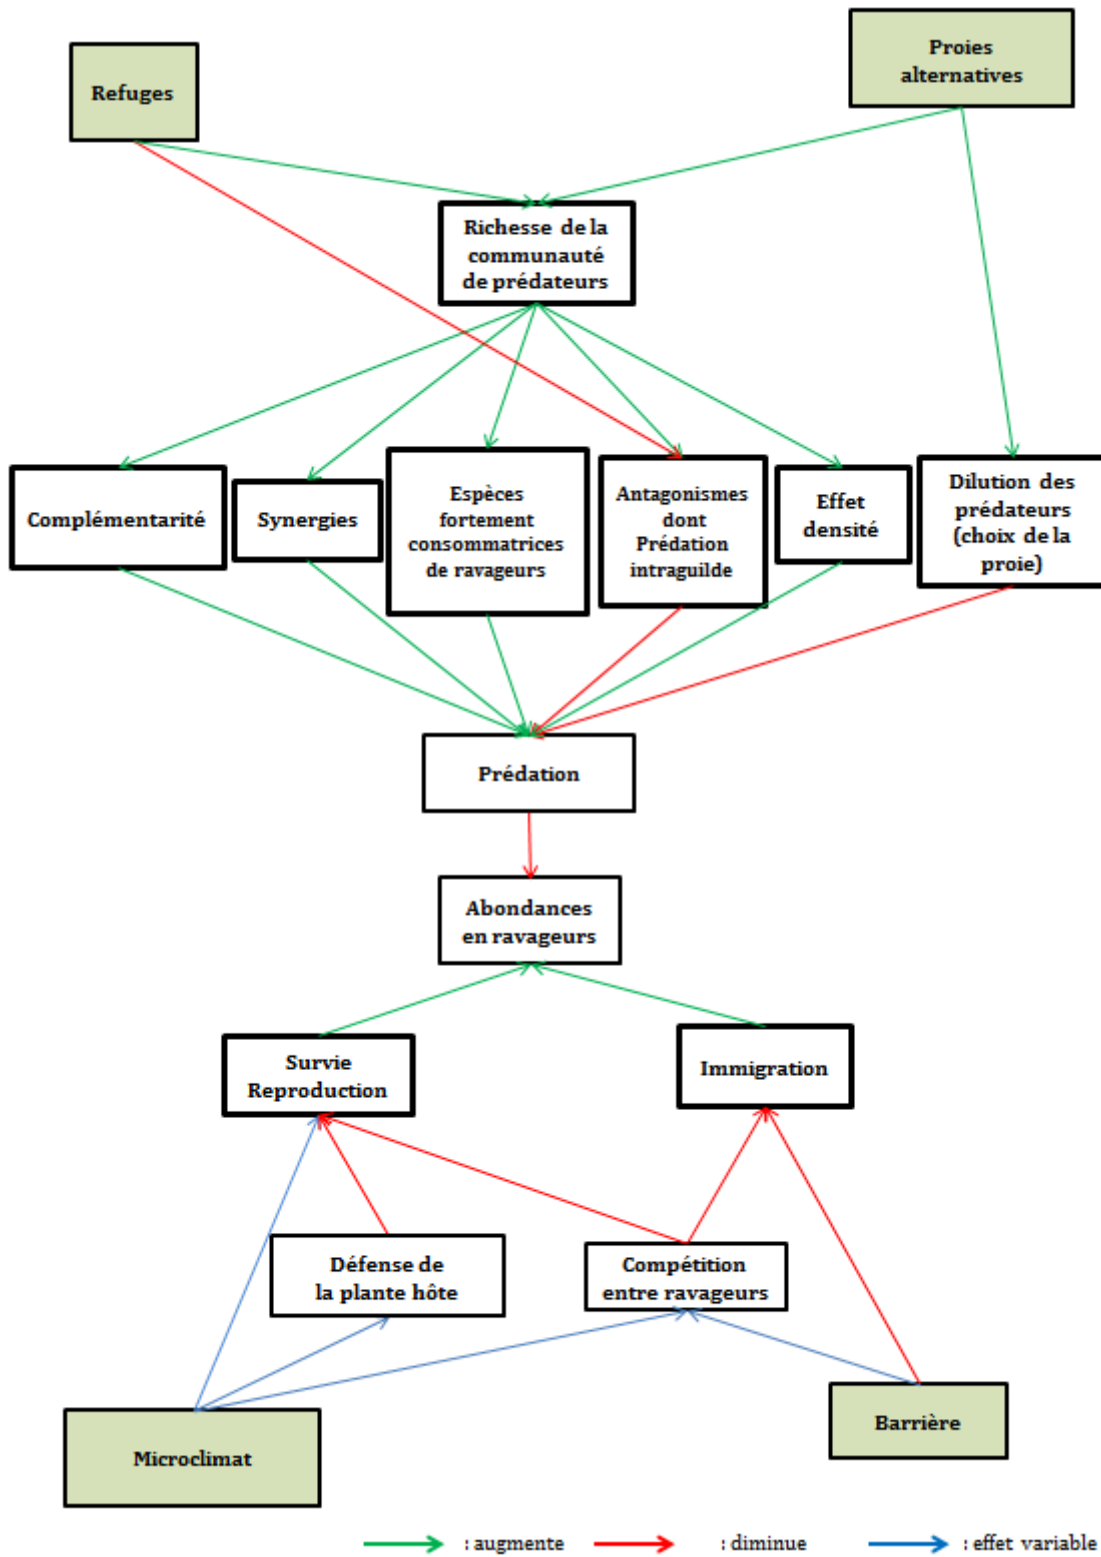 Refuges
Proies
alternatives
Richesse de la
communauté
de prédateurs
Complémentarité
Synergies
Espèces
fortement
consommatrices
de ravageurs
Antagonismes
dont
Prédation
intraguilde
Effet
densité
Dilution des
prédateurs
(choix de la
proie)
Prédation
Abondances
en ravageurs
Survie
Reproduction
Immigration
Défense de
la plante hôte
Compétition
entre ravageurs
Microclimat
Barrière
: augmente
: diminue
: effet variable